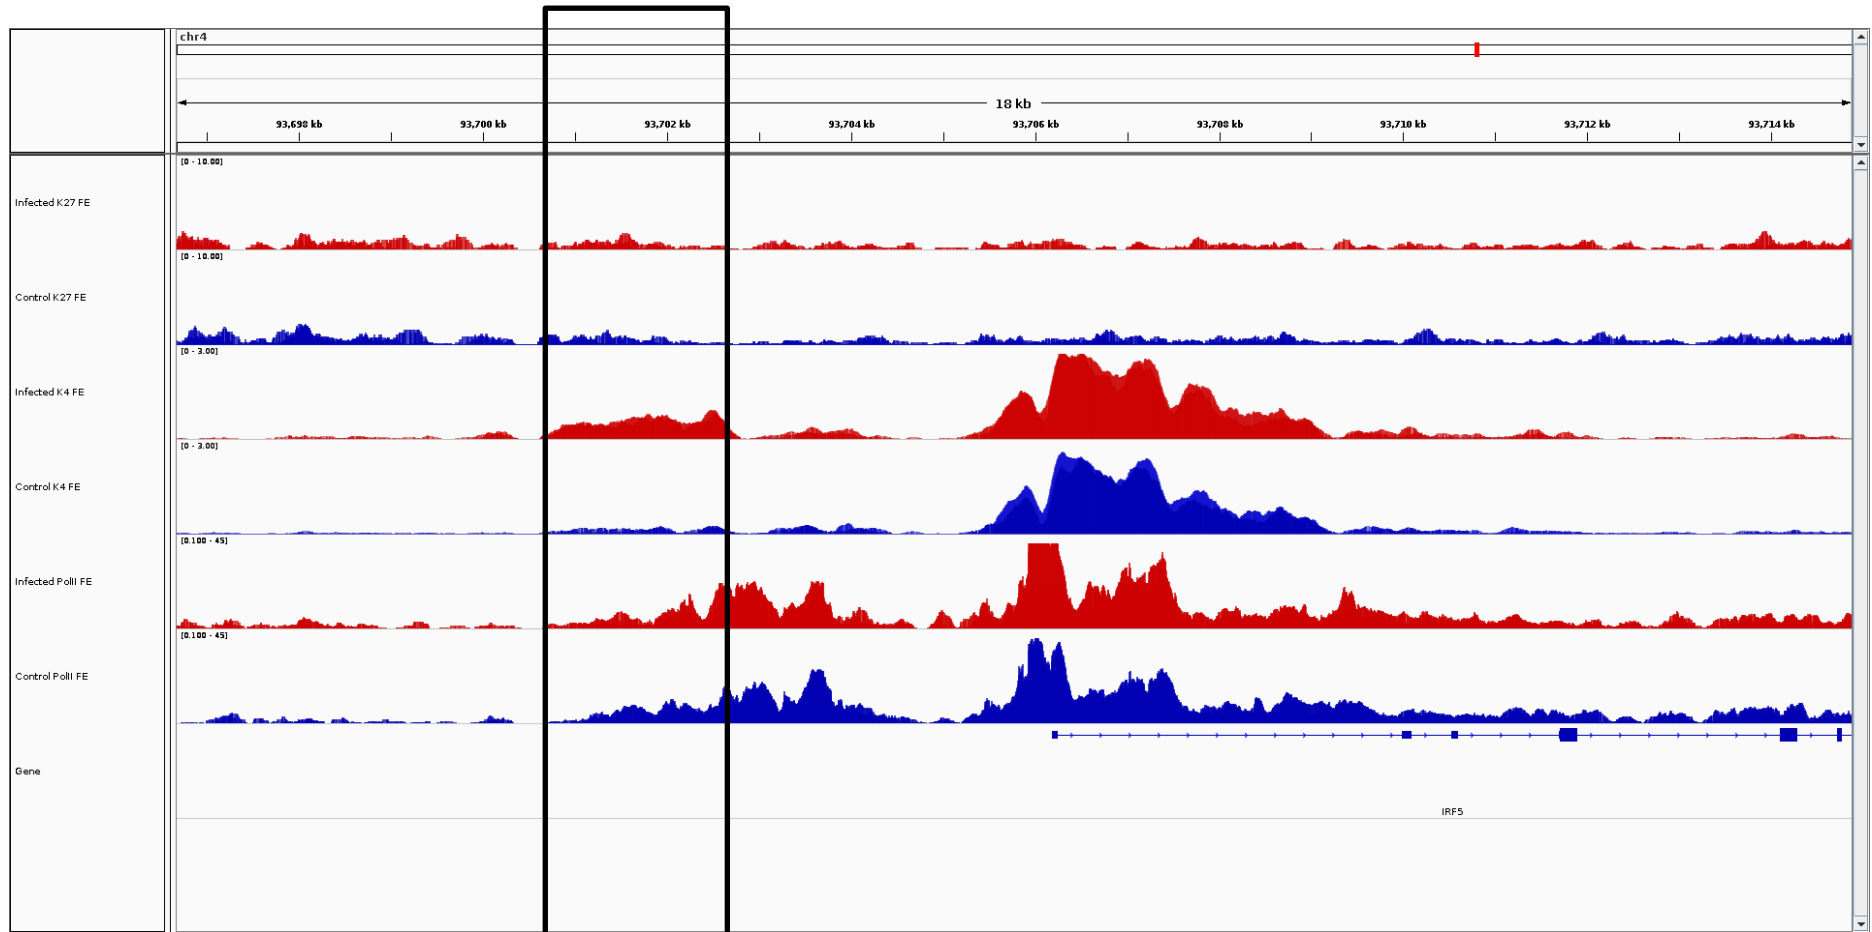 chr4
18 kb
93,698 kb 93,700 kb 93,702 kb 93,704 kb 93,706 kb 93,708 kb 93,710 kb 93,712 kb 93,714 kb
[0 - 10.00]
Infected K27 FE
[0 - 10.00]
Control K27 FE
[0 - 3.00]
Infected K4 FE
[0 - 3.00]
Control K4 FE
[0.100 - 45]
Infected PolII FE
[0.100 - 45]
Control PolII FE
Gene
IRF5